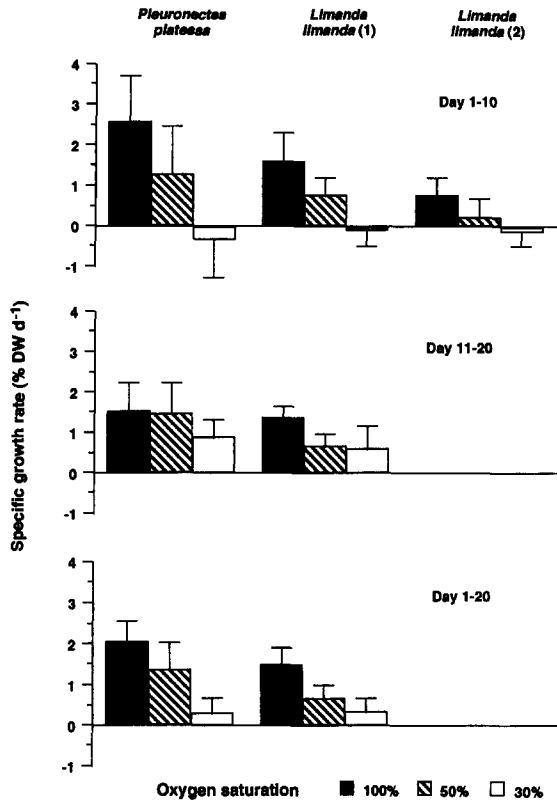 Pleuronectes platessa
Limanda limanda (1)
Limanda limanda (2)
Specific growth rate (% DW d⁻¹)
4
3
2
1
0
-1
Day 1-10
4
3
2
1
0
-1
Day 11-20
4
3
2
1
0
-1
Day 1-20
Oxygen saturation
100%
50%
30%